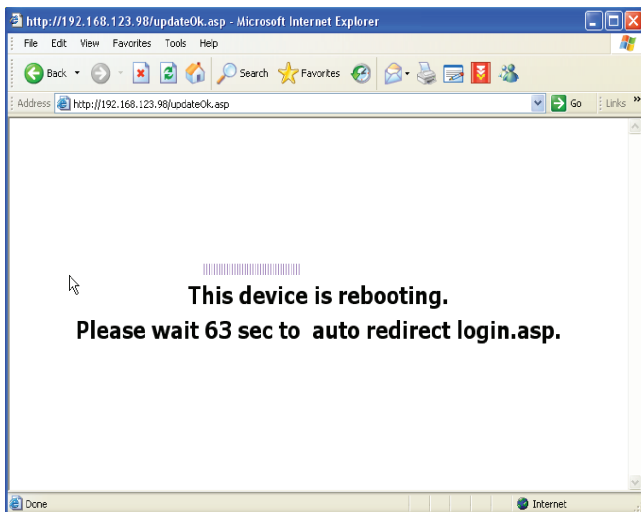 http://192.168.123.98/updateOk.asp - Microsoft Internet Explorer
File Edit View Favorites Tools Help
Back Search Favorites
Address http://192.168.123.98/updateOk.asp Go Links »
This device is rebooting.
Please wait 63 sec to auto redirect login.asp.
Done Internet